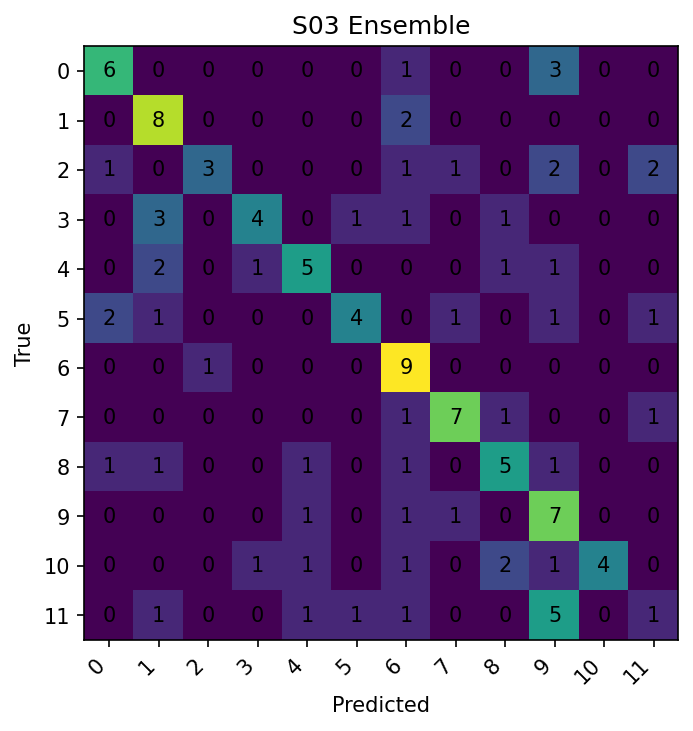 S03 Ensemble
0 6 0 0 0 0 0 1 0 0 3 0 0
1 0 8 0 0 0 0 2 0 0 0 0 0
2 1 0 3 0 0 0 1 1 0 2 0 2
3 0 3 0 4 0 1 1 0 1 0 0 0
4 0 2 0 1 5 0 0 0 1 1 0 0
5 2 1 0 0 0 4 0 1 0 1 0 1
6 0 0 1 0 0 0 9 0 0 0 0 0
7 0 0 0 0 0 0 1 7 1 0 0 1
8 1 1 0 0 1 0 1 0 5 1 0 0
9 0 0 0 0 1 0 1 1 0 7 0 0
10 0 0 0 1 1 0 1 0 2 1 4 0
11 0 1 0 0 1 1 1 0 0 5 0 1
0 1 2 3 4 5 6 7 8 9 10 11
Predicted
True